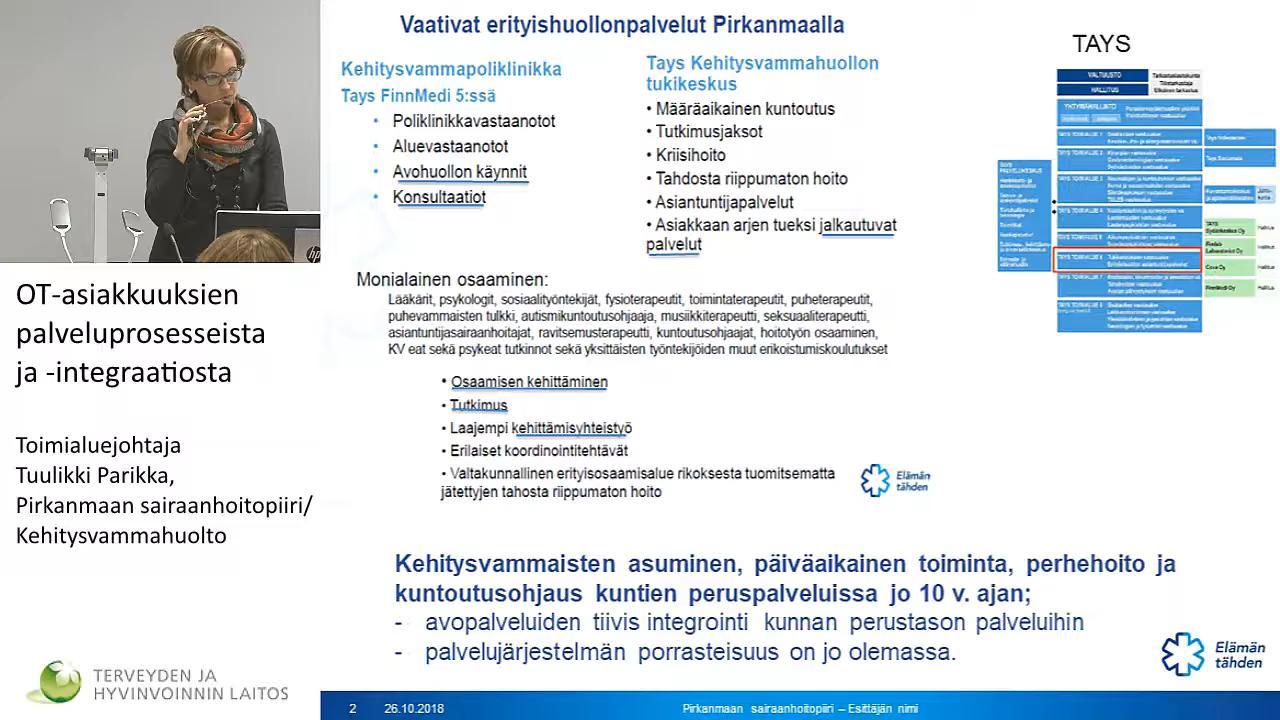 OT-asiakkuuksien
palveluprosesseista
ja -integraatiosta
Toimialuejohtaja
Tuulikki Parikka,
Pirkanmaan sairaanhoitopiiri/
Kehitysvammahuolto
TERVEYDEN JA
HYVINVOINNIN LAITOS
hp
Vaativat erityishuollonpalvelut Pirkanmaalla
Kehitysvammapoliklinikka
Tays FinnMedi 5:ssä
• Poliklinikkavastaanotot
• Aluevastaanotot
• Avohuollon käynnit
• Konsultaatiot
Tays Kehitysvammahuollon
tukikeskus
• Määräaikainen kuntoutus
• Tutkimusjaksot
• Kriisihoito
• Tahdosta riippumaton hoito
• Asiantuntijapalvelut
• Asiakkaan arjen tueksi jalkautuvat
palvelut
Monialainen osaaminen:
Lääkärit, psykologit, sosiaalityöntekijät, fysioterapeutit, toimintaterapeutit, puheterapeutit,
puhevammaisten tulkki, autismikuntoutusohjaaja, musiikkiterapeutti, seksuaaliterapeutti,
asiantuntijasairaanhoitajat, ravitsemusterapeutti, kuntoutusohjaajat, hoitotyön osaaminen,
KV eat sekä psykeat tutkinnot sekä yksittäisten työntekijöiden muut erikoistumiskoulutukset
• Osaamisen kehittäminen
• Tutkimus
• Laajempi kehittämisyhteistyö
• Erilaiset koordinointitehtävät
• Valtakunnallinen erityisosaamisalue rikoksesta tuomitsematta
jätettyjen tahosta riippumaton hoito
Elämän
tähden
TAYS
VALTUUSTO
HALLITUS
Kehitysvammaisten asuminen, päiväaikainen toiminta, perhehoito ja
kuntoutusohjaus kuntien peruspalveluissa jo 10 v. ajan;
- avopalveluiden tiivis integrointi kunnan perustason palveluihin
- palvelujärjestelmän porrasteisuus on jo olemassa.
Elämän
tähden
2 26.10.2018 Pirkanmaan sairaanhoitopiiri – Esittäjän nimi